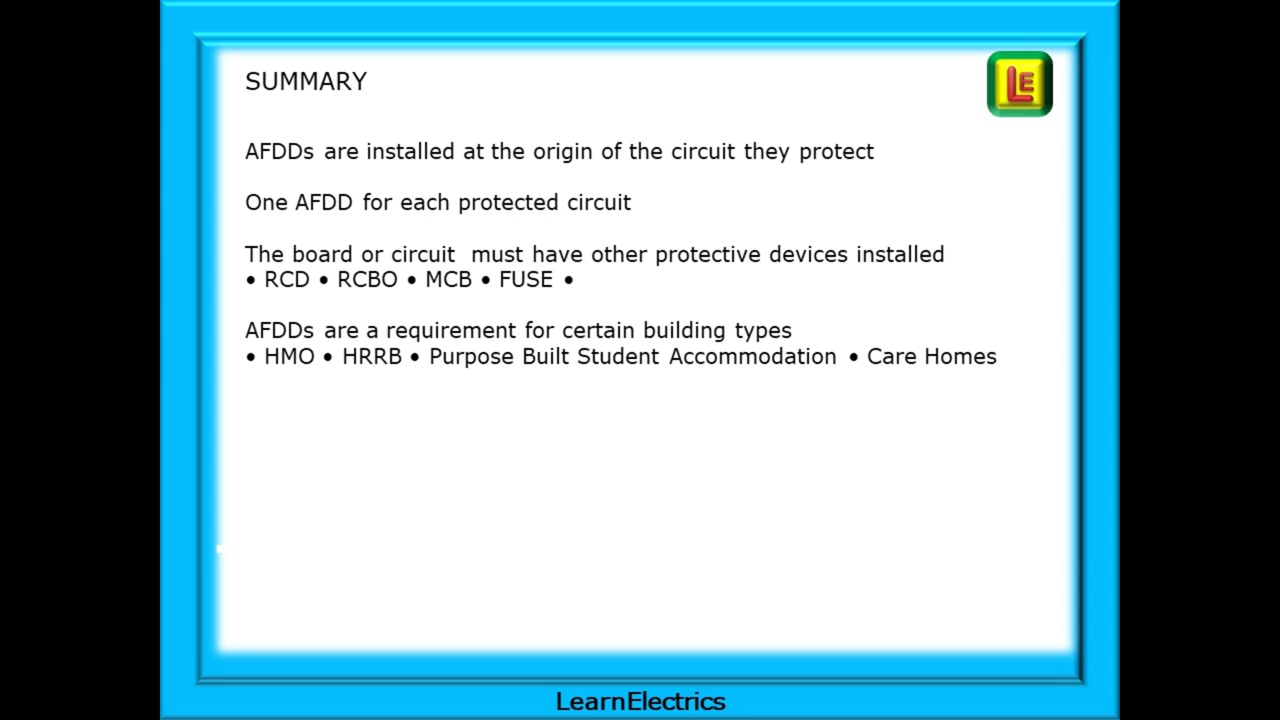 SUMMARY
LE
AFDDs are installed at the origin of the circuit they protect
One AFDD for each protected circuit
The board or circuit must have other protective devices installed
• RCD • RCBO • MCB • FUSE •
AFDDs are a requirement for certain building types
• HMO • HRRB • Purpose Built Student Accommodation • Care Homes
LearnElectrics